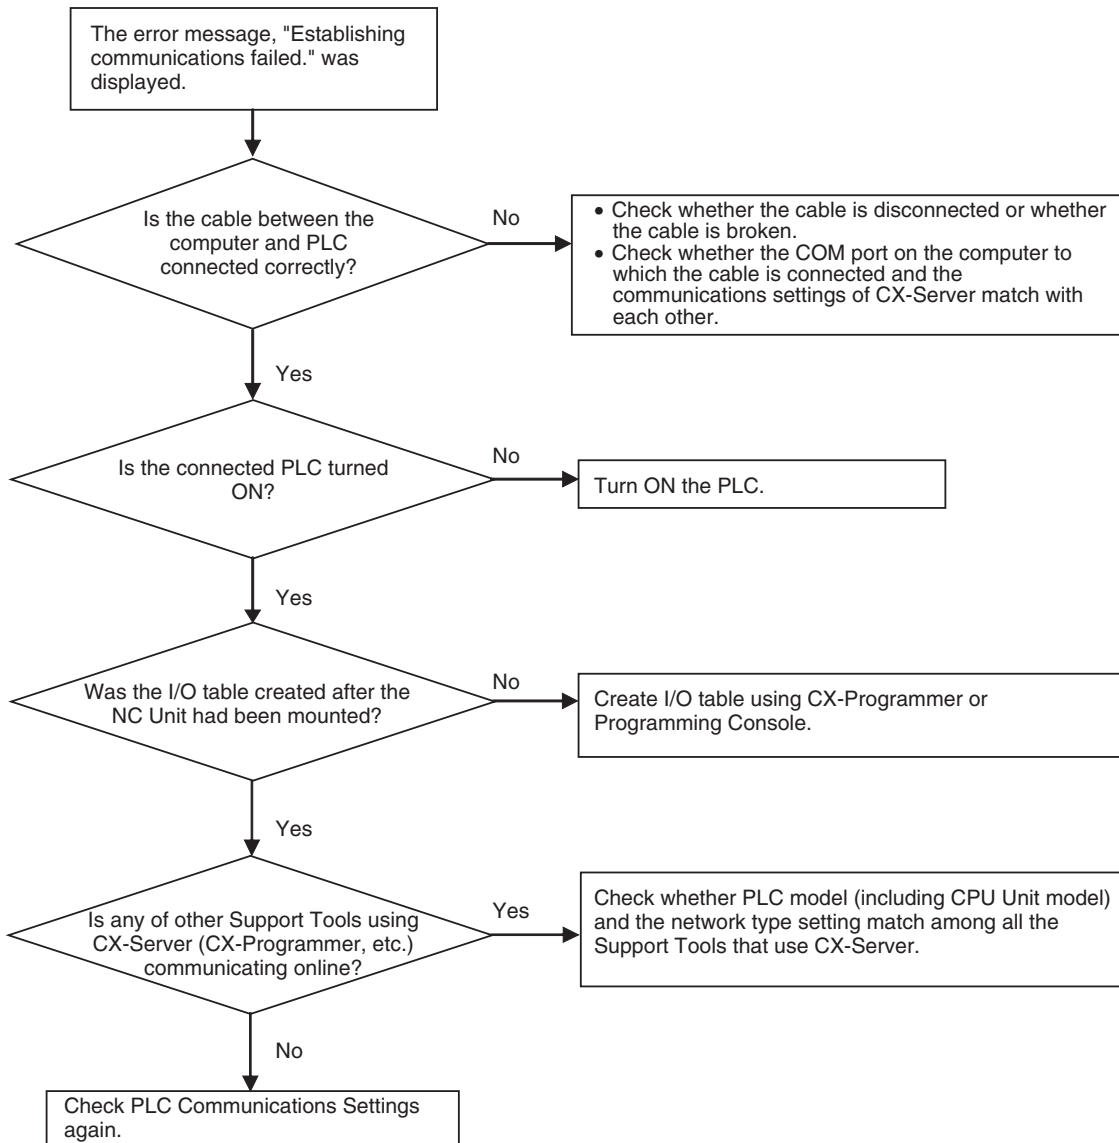 The error message, "Establishing
communications failed." was
displayed.
Is the cable between the
computer and PLC
connected correctly?
No
• Check whether the cable is disconnected or whether
the cable is broken.
• Check whether the COM port on the computer to
which the cable is connected and the
communications settings of CX-Server match with
each other.
Yes
Is the connected PLC turned
ON?
No
Turn ON the PLC.
Yes
Was the I/O table created after the
NC Unit had been mounted?
No
Create I/O table using CX-Programmer or
Programming Console.
Yes
Is any of other Support Tools using
CX-Server (CX-Programmer, etc.)
communicating online?
Yes
Check whether PLC model (including CPU Unit model)
and the network type setting match among all the
Support Tools that use CX-Server.
No
Check PLC Communications Settings
again.